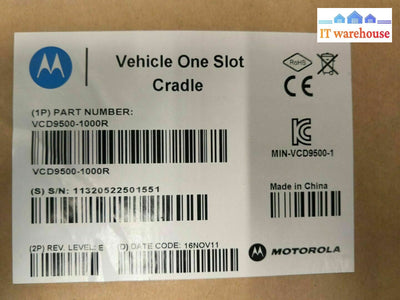 IT warehouse
Vehicle One Slot
Cradle
RoHS
CE
(1P) PART NUMBER:
VCD9500-1000R
VCD9500-1000R
MIN-VCD9500-1
(S) S/N: 11320522501551
Made in China
(2P) REV. LEVEL: E (D) DATE CODE: 16NOV11
MOTOROLA